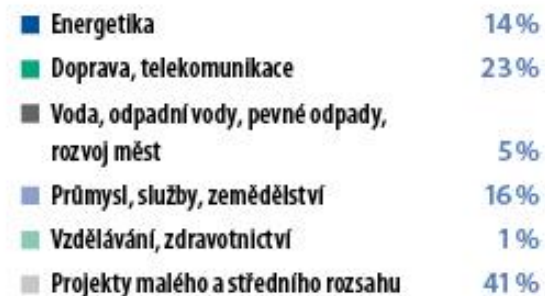 Energetika 14 %
Doprava, telekomunikace 23 %
Voda, odpadní vody, pevné odpady,
rozvoj měst 5 %
Průmysl, služby, zemědělství 16 %
Vzdělávání, zdravotnictví 1 %
Projekty malého a středního rozsahu 41 %